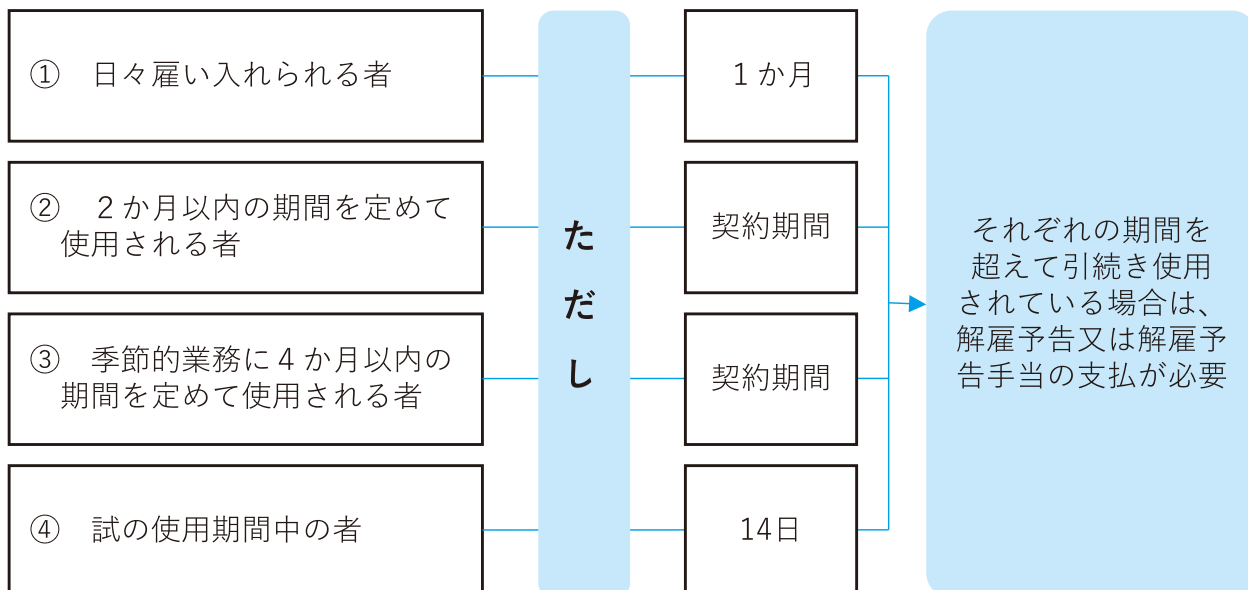 ① 日々雇い入れられる者
1か月
② 2か月以内の期間を定めて
使用される者
契約期間
③ 季節的業務に4か月以内の
期間を定めて使用される者
契約期間
④ 試の使用期間中の者
14日
ただし
それぞれの期間を
超えて引続き使用
されている場合は、
解雇予告又は解雇予
告手当の支払が必要